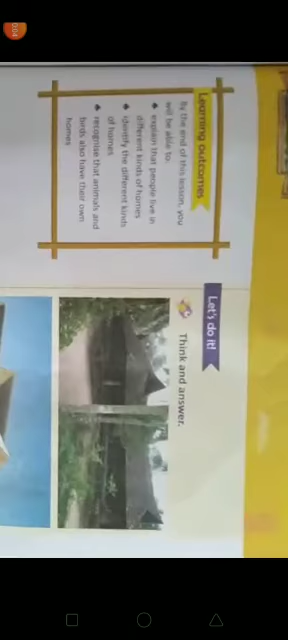 Learning outcomes
By the end of this lesson, you
will be able to:
♠ explain that people live in
different kinds of homes
♠ identify the different kinds
of homes
♠ recognise that animals and
birds also have their own
homes
Let's do it!
Think and answer.